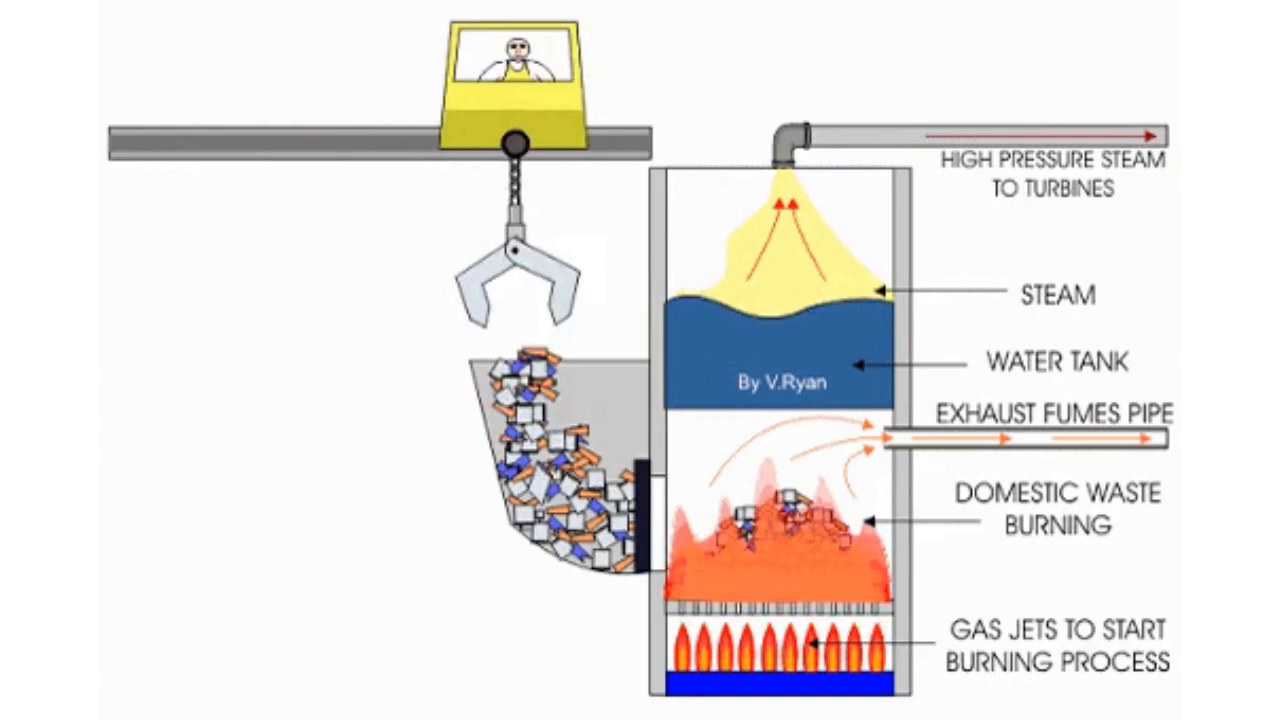 HIGH PRESSURE STEAM
TO TURBINES
STEAM
WATER TANK
By V.Ryan
EXHAUST FUMES PIPE
DOMESTIC WASTE
BURNING
GAS JETS TO START
BURNING PROCESS